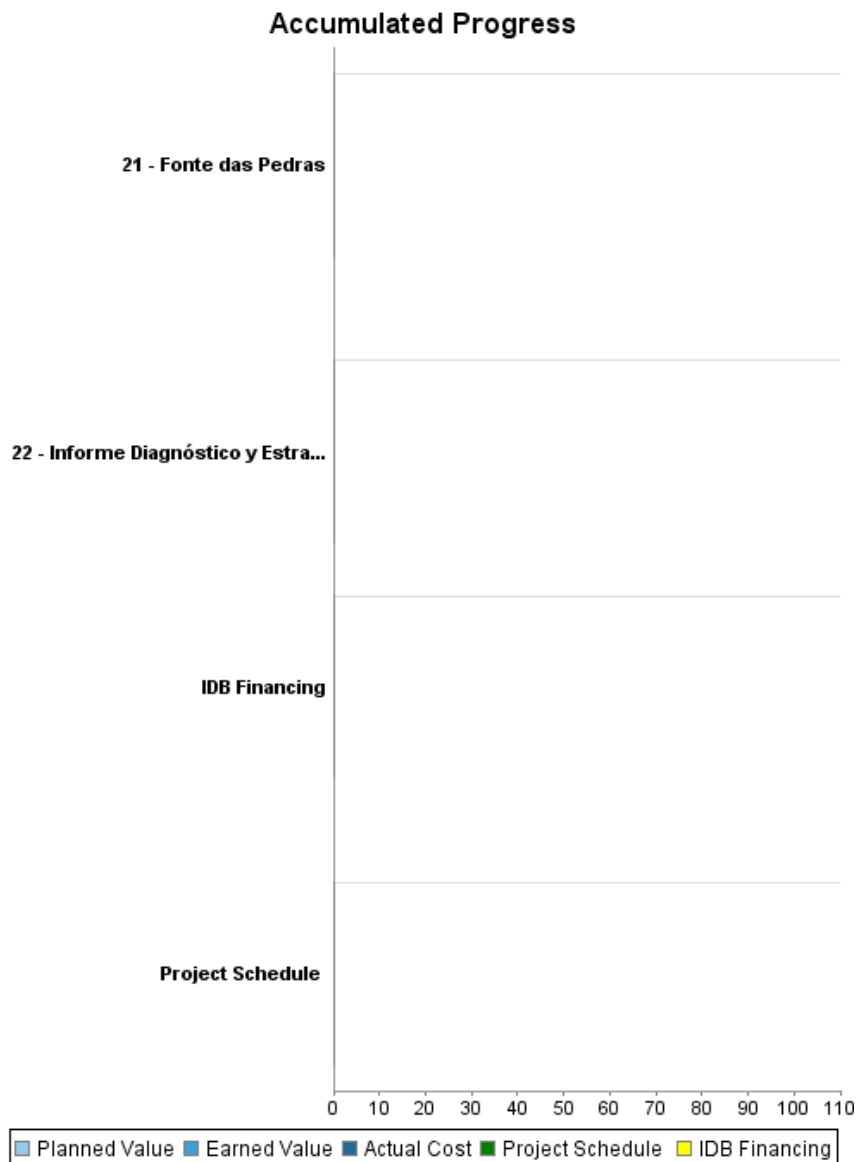 Accumulated Progress
21 - Fonte das Pedras
22 - Informe Diagnóstico y Estra...
IDB Financing
Project Schedule
0 10 20 30 40 50 60 70 80 90 100 110
Planned Value Earned Value Actual Cost Project Schedule IDB Financing